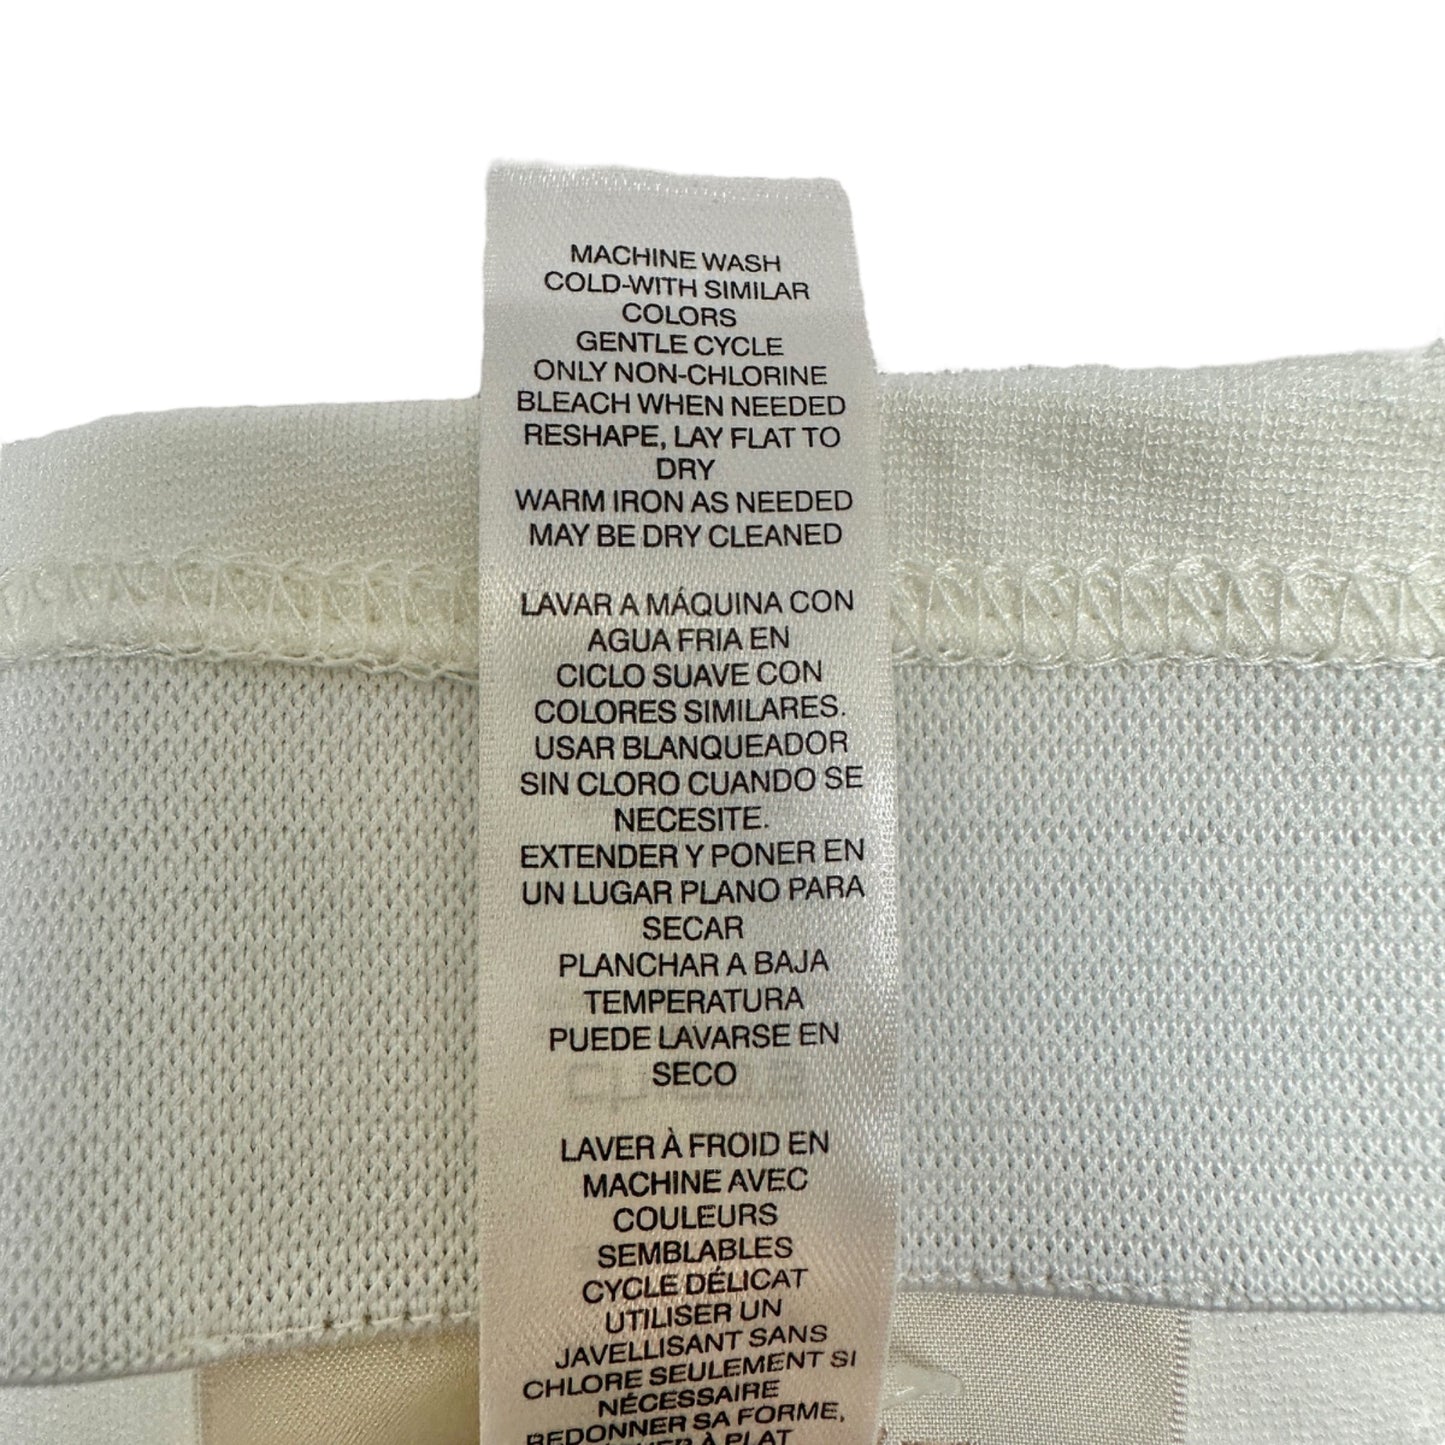 MACHINE WASH
COLD-WITH SIMILAR
COLORS
GENTLE CYCLE
ONLY NON-CHLORINE
BLEACH WHEN NEEDED
RESHAPE, LAY FLAT TO
DRY
WARM IRON AS NEEDED
MAY BE DRY CLEANED
LAVAR A MÁQUINA CON
AGUA FRIA EN
CICLO SUAVE CON
COLORES SIMILARES.
USAR BLANQUEADOR
SIN CLORO CUANDO SE
NECESITE.
EXTENDER Y PONER EN
UN LUGAR PLANO PARA
SECAR
PLANCHAR A BAJA
TEMPERATURA
PUEDE LAVARSE EN
SECO
LAVER À FROID EN
MACHINE AVEC
COULEURS
SEMBLABLES
CYCLE DÉLICAT
UTILISER UN
JAVELLISANT SANS
CHLORE SEULEMENT SI
NÉCESSAIRE
REDONNER SA FORME,
À PLAT